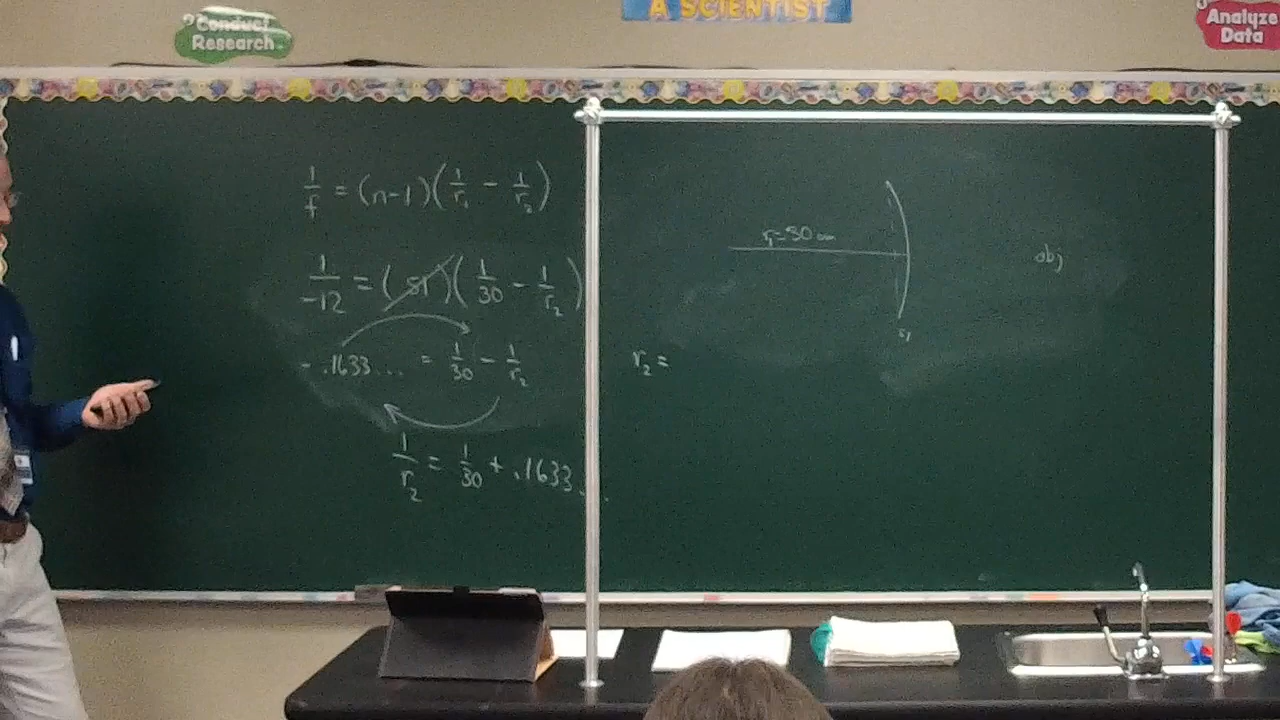 Conduct
Research
A SCIENTIST
Analyze
Data
1/f = (n-1)(1/r₁ - 1/r₂)
1/-12 = (.51)(1/30 - 1/r₂)
-.1633... = 1/30 - 1/r₂
1/r₂ = 1/30 + .1633...
r₂ =
r₁=30 cm
obj